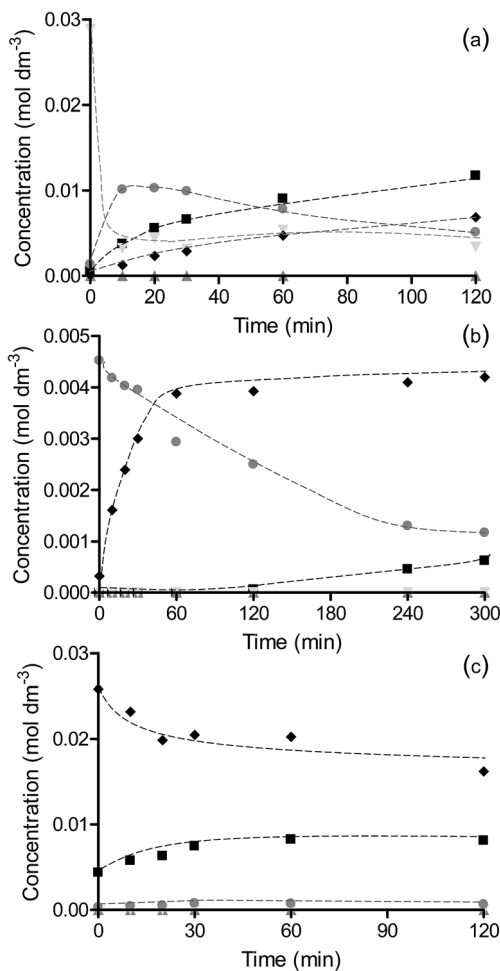 (a)
Concentration (mol dm-3)
0.03
0.02
0.01
0.00
0 20 40 60 80 100 120
Time (min)
(b)
Concentration (mol dm-3)
0.005
0.004
0.003
0.002
0.001
0.000
0 60 120 180 240 300
Time (min)
(c)
Concentration (mol dm-3)
0.03
0.02
0.01
0.00
0 30 60 90 120
Time (min)